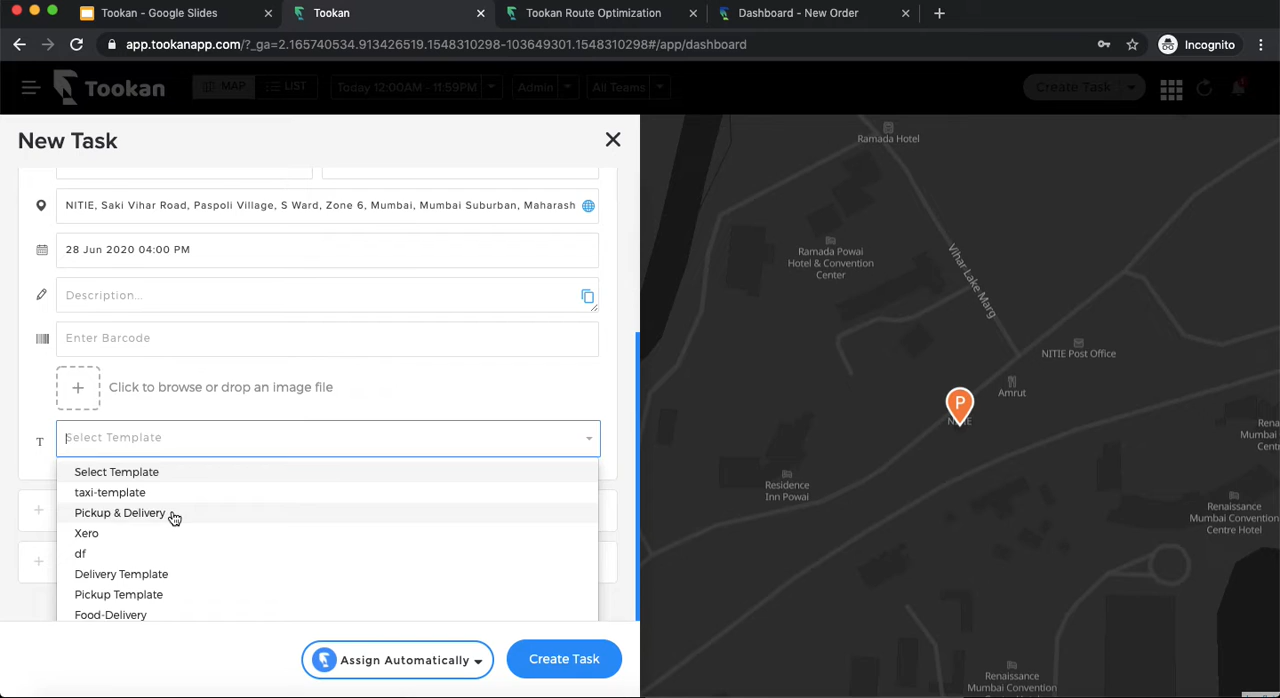 Tookan - Google Slides
Tookan
Tookan Route Optimization
Dashboard - New Order
app.tookanapp.com/?_ga=2.165740534.913426519.1548310298-103649301.1548310298#/app/dashboard
Incognito
Tookan
MAP
LIST
Today 12:00AM - 11:59PM
Admin
All Teams
Create Task
New Task
NITIE, Saki Vihar Road, Paspoli Village, S Ward, Zone 6, Mumbai, Mumbai Suburban, Maharash
28 Jun 2020 04:00 PM
Description...
Enter Barcode
Click to browse or drop an image file
T
Select Template
Select Template
taxi-template
Pickup & Delivery
Xero
df
Delivery Template
Pickup Template
Food-Delivery
Assign Automatically
Create Task
Ramada Hotel
Ramada Powai
Hotel & Convention
Center
Vihar Lake Marg
NITIE Post Office
Amrut
P
NITIE
Residence
Inn Powai
Rena
Mumbai
Con
Renaissance
Mumbai Convention
Centre Hotel
Renaissance
Mumbai Convention